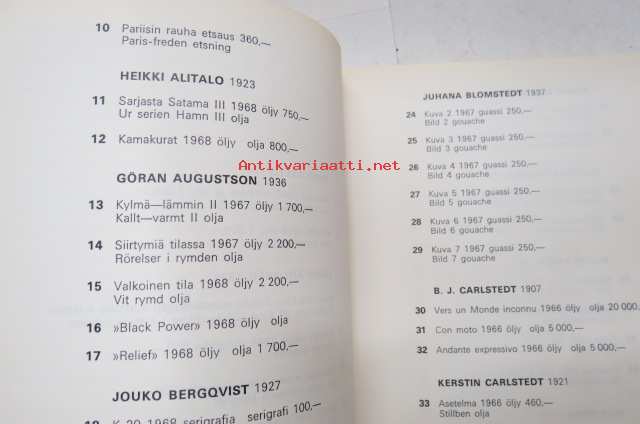 10 Pariisin rauha etsaus 360,—
Paris-freden etsning
HEIKKI ALITALO 1923
11 Sarjasta Satama III 1968 öljy 750,—
Ur serien Hamn III olja
12 Kamakurat 1968 öljy olja 800,—
GÖRAN AUGUSTSON 1936
13 Kylmä—lämmin II 1967 öljy 1 700,—
Kallt—varmt II olja
14 Siirtymiä tilassa 1967 öljy 2 200,—
Rörelser i rymden olja
15 Valkoinen tila 1968 öljy 2 200,—
Vit rymd olja
16 »Black Power» 1968 öljy olja
17 »Relief» 1968 öljy olja 1 700,—
JOUKO BERGQVIST 1927
K-20 1968 serigrafia serigrafi 100,—
JUHANA BLOMSTEDT 1937
24 Kuva 2 1967 guassi 250,—
Bild 2 gouache
25 Kuva 3 1967 guassi 250,—
Bild 3 gouache
26 Kuva 4 1967 guassi 250,—
Bild 4 gouache
27 Kuva 5 1967 guassi 250,—
Bild 5 gouache
28 Kuva 6 1967 guassi 250,—
Bild 6 gouache
29 Kuva 7 1967 guassi 250,—
Bild 7 gouache
B. J. CARLSTEDT 1907
30 Vers un Monde inconnu 1966 öljy olja 20 000,—
31 Con moto 1966 öljy olja 5 000,—
32 Andante expressivo 1966 öljy olja 5 000,—
KERSTIN CARLSTEDT 1921
33 Asetelma 1966 öljy 460,—
Stillben olja
Antikvariaatti.net